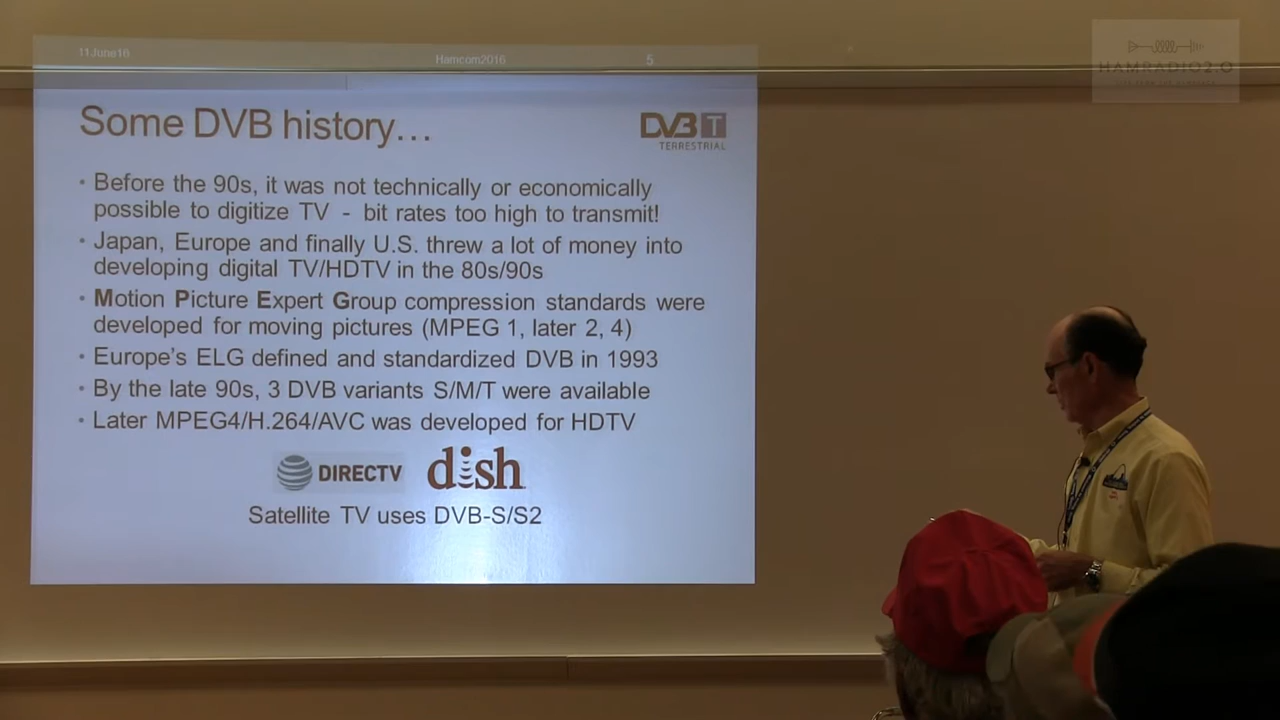 11June16
Hamcom2016
5
HAMRADIO2.0
Some DVB history...
DVB T
TERRESTRIAL
• Before the 90s, it was not technically or economically
possible to digitize TV - bit rates too high to transmit!
• Japan, Europe and finally U.S. threw a lot of money into
developing digital TV/HDTV in the 80s/90s
• Motion Picture Expert Group compression standards were
developed for moving pictures (MPEG 1, later 2, 4)
• Europe's ELG defined and standardized DVB in 1993
• By the late 90s, 3 DVB variants S/M/T were available
• Later MPEG4/H.264/AVC was developed for HDTV
DIRECTV
dish
Satellite TV uses DVB-S/S2